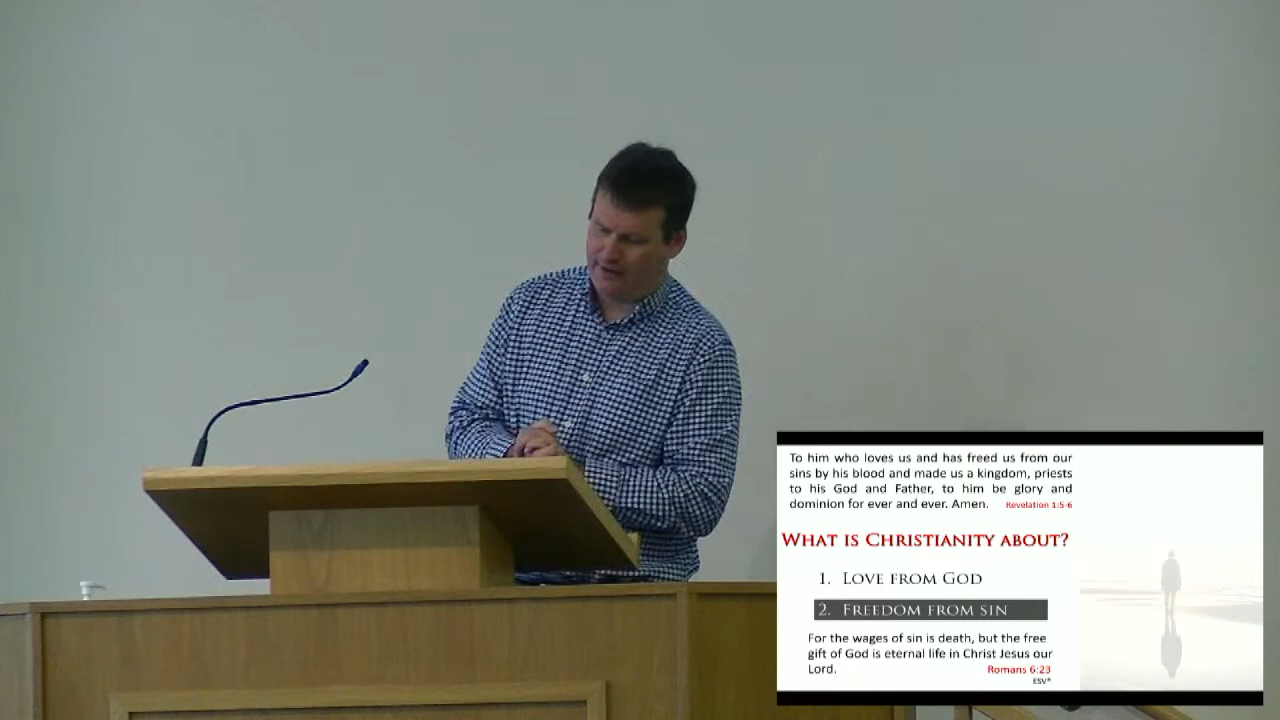 To him who loves us and has freed us from our
sins by his blood and made us a kingdom, priests
to his God and Father, to him be glory and
dominion for ever and ever. Amen. Revelation 1:5-6
WHAT IS CHRISTIANITY ABOUT?
1. LOVE FROM GOD
2. FREEDOM FROM SIN
For the wages of sin is death, but the free
gift of God is eternal life in Christ Jesus our
Lord. Romans 6:23
ESV®